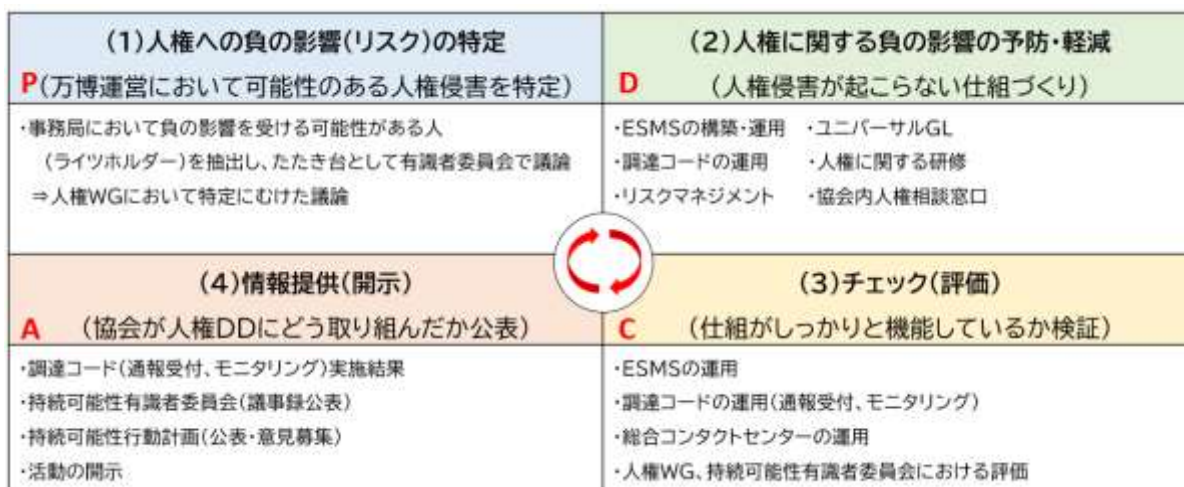 (1)人権への負の影響(リスク)の特定
P(万博運営において可能性のある人権侵害を特定)
・事務局において負の影響を受ける可能性がある人
(ライツホルダー)を抽出し、たたき台として有識者委員会で議論
⇒人権WGにおいて特定にむけた議論
(2)人権に関する負の影響の予防・軽減
D (人権侵害が起こらない仕組づくり)
・ESMSの構築・運用 ・ユニバーサルGL
・調達コードの運用 ・人権に関する研修
・リスクマネジメント ・協会内人権相談窓口
(4)情報提供(開示)
A (協会が人権DDにどう取り組んだか公表)
・調達コード(通報受付、モニタリング)実施結果
・持続可能性有識者委員会(議事録公表)
・持続可能性行動計画(公表・意見募集)
・活動の開示
(3)チェック(評価)
C (仕組がしっかりと機能しているか検証)
・ESMSの運用
・調達コードの運用(通報受付、モニタリング)
・総合コンタクトセンターの運用
・人権WG、持続可能性有識者委員会における評価